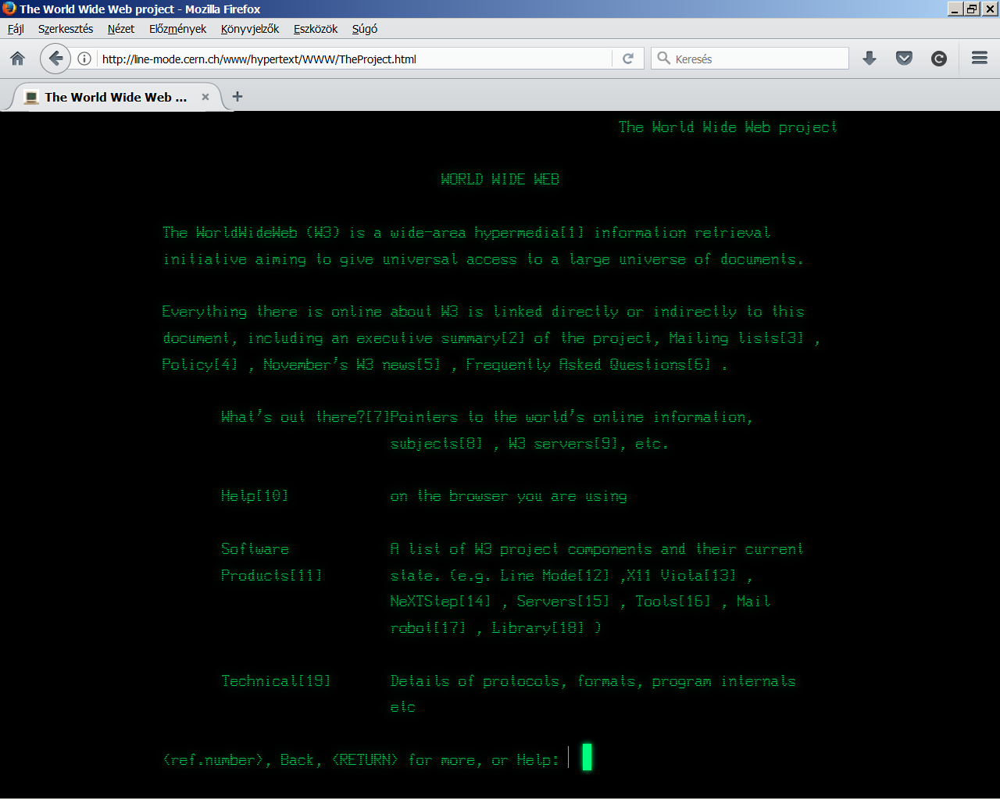 The World Wide Web project - Mozilla Firefox
Fájl Szerkesztés Nézet Előzmények Könyvjelzők Eszközök Súgó
http://line-mode.cern.ch/www/hypertext/WWW/TheProject.html Keresés
The World Wide Web ...
The World Wide Web project
WORLD WIDE WEB
The WorldWideWeb (W3) is a wide-area hypermedia[1] information retrieval
initiative aiming to give universal access to a large universe of documents.
Everything there is online about W3 is linked directly or indirectly to this
document, including an executive summary[2] of the project, Mailing lists[3] ,
Policy[4] , November's W3 news[5] , Frequently Asked Questions[6] .
What's out there?[7]Pointers to the world's online information,
subjects[8] , W3 servers[9], etc.
Help[10] on the browser you are using
Software A list of W3 project components and their current
Products[11] state. (e.g. Line Mode[12] ,X11 Viola[13] ,
NeXTStep[14] , Servers[15] , Tools[16] , Mail
robot[17] , Library[18] )
Technical[19] Details of protocols, formats, program internals
etc
<ref.number>, Back, <RETURN> for more, or Help: